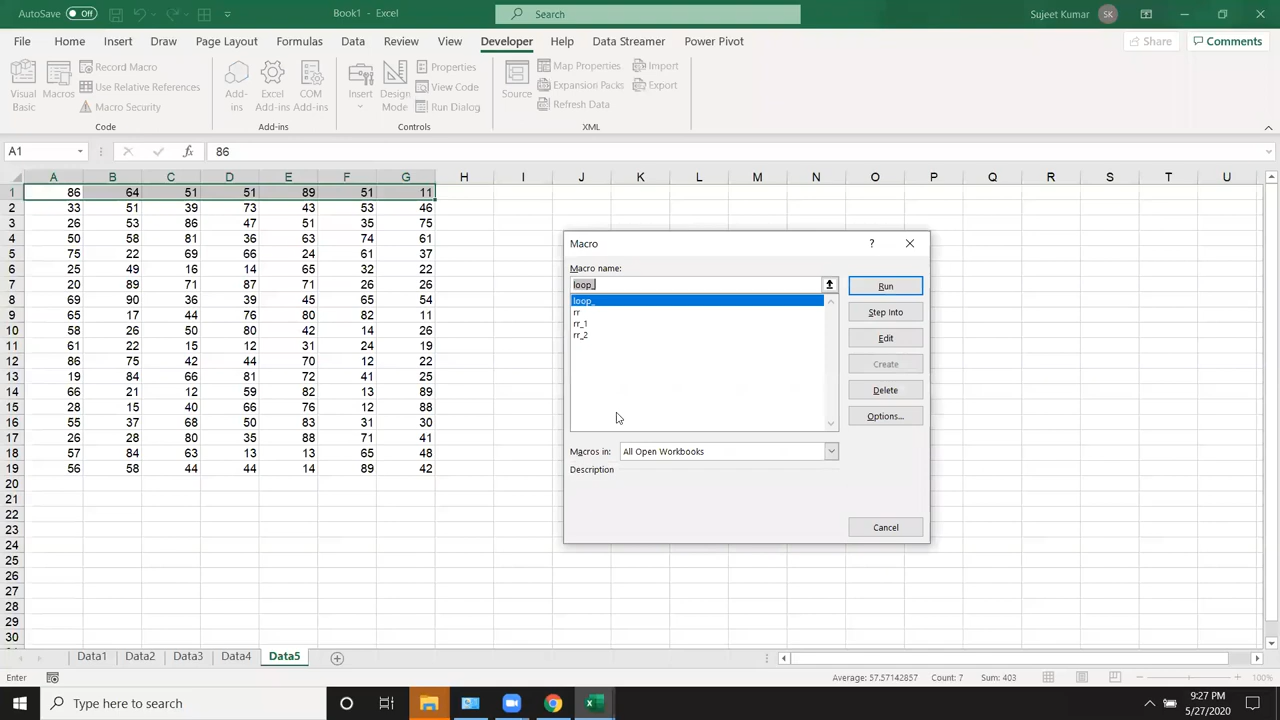 AutoSave Off Book1 - Excel Search Sujeet Kumar SK
File Home Insert Draw Page Layout Formulas Data Review View Developer Help Data Streamer Power Pivot Share Comments
Visual Basic Macros Record Macro Use Relative References Macro Security
Add-ins Excel Add-ins COM Add-ins
Insert Design Mode Properties View Code Run Dialog
Source Map Properties Expansion Packs Refresh Data Import Export
Code Add-ins Controls XML
A1 fx 86
A B C D E F G H I J K L M N O P Q R S T U
1 86 64 51 51 89 51 11
2 33 51 39 73 43 53 46
3 26 53 86 47 51 35 75
4 50 58 81 36 63 74 61
5 75 22 69 66 24 61 37
6 25 49 16 14 65 32 22
7 20 89 71 87 71 26 26
8 69 90 36 39 45 65 54
9 65 17 44 76 80 82 11
10 58 26 50 80 42 14 26
11 61 22 15 12 31 24 19
12 86 75 42 44 70 12 22
13 19 84 66 81 72 41 25
14 66 21 12 59 82 13 89
15 28 15 40 66 76 12 88
16 55 37 68 50 83 31 30
17 26 28 80 35 88 71 41
18 57 84 63 13 13 65 48
19 56 58 44 44 14 89 42
20
21
22
23
24
25
26
27
28
29
30
Macro ?
Macro name:
loop_
loop_
rr
rr_1
rr_2
Run
Step Into
Edit
Create
Delete
Options...
Macros in: All Open Workbooks
Description
Cancel
Data1 Data2 Data3 Data4 Data5
Enter Average: 57.57142857 Count: 7 Sum: 403 100%
Type here to search
9:27 PM
5/27/2020